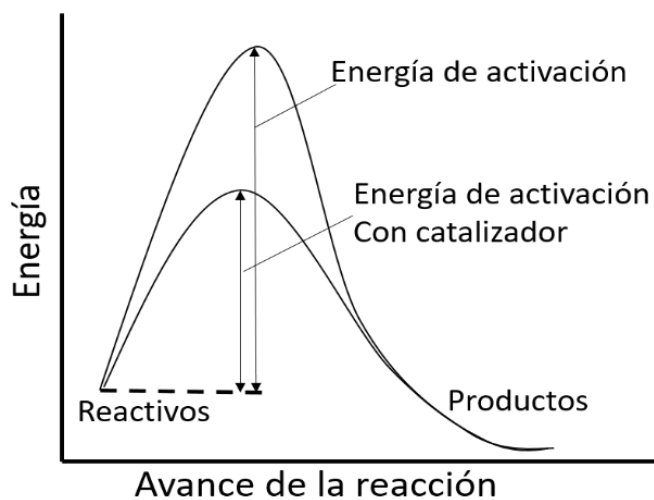 Energía de activación
Energía de activación
Con catalizador
Energía
Reactivos
Productos
Avance de la reacción